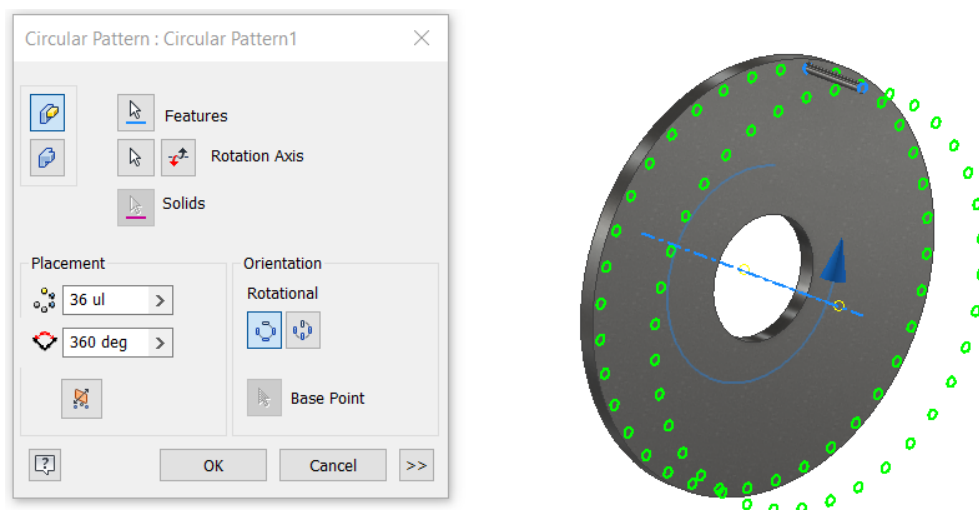 Circular Pattern : Circular Pattern1
Features
Rotation Axis
Solids
Placement
Orientation
36 ul
Rotational
360 deg
Base Point
OK
Cancel
>>